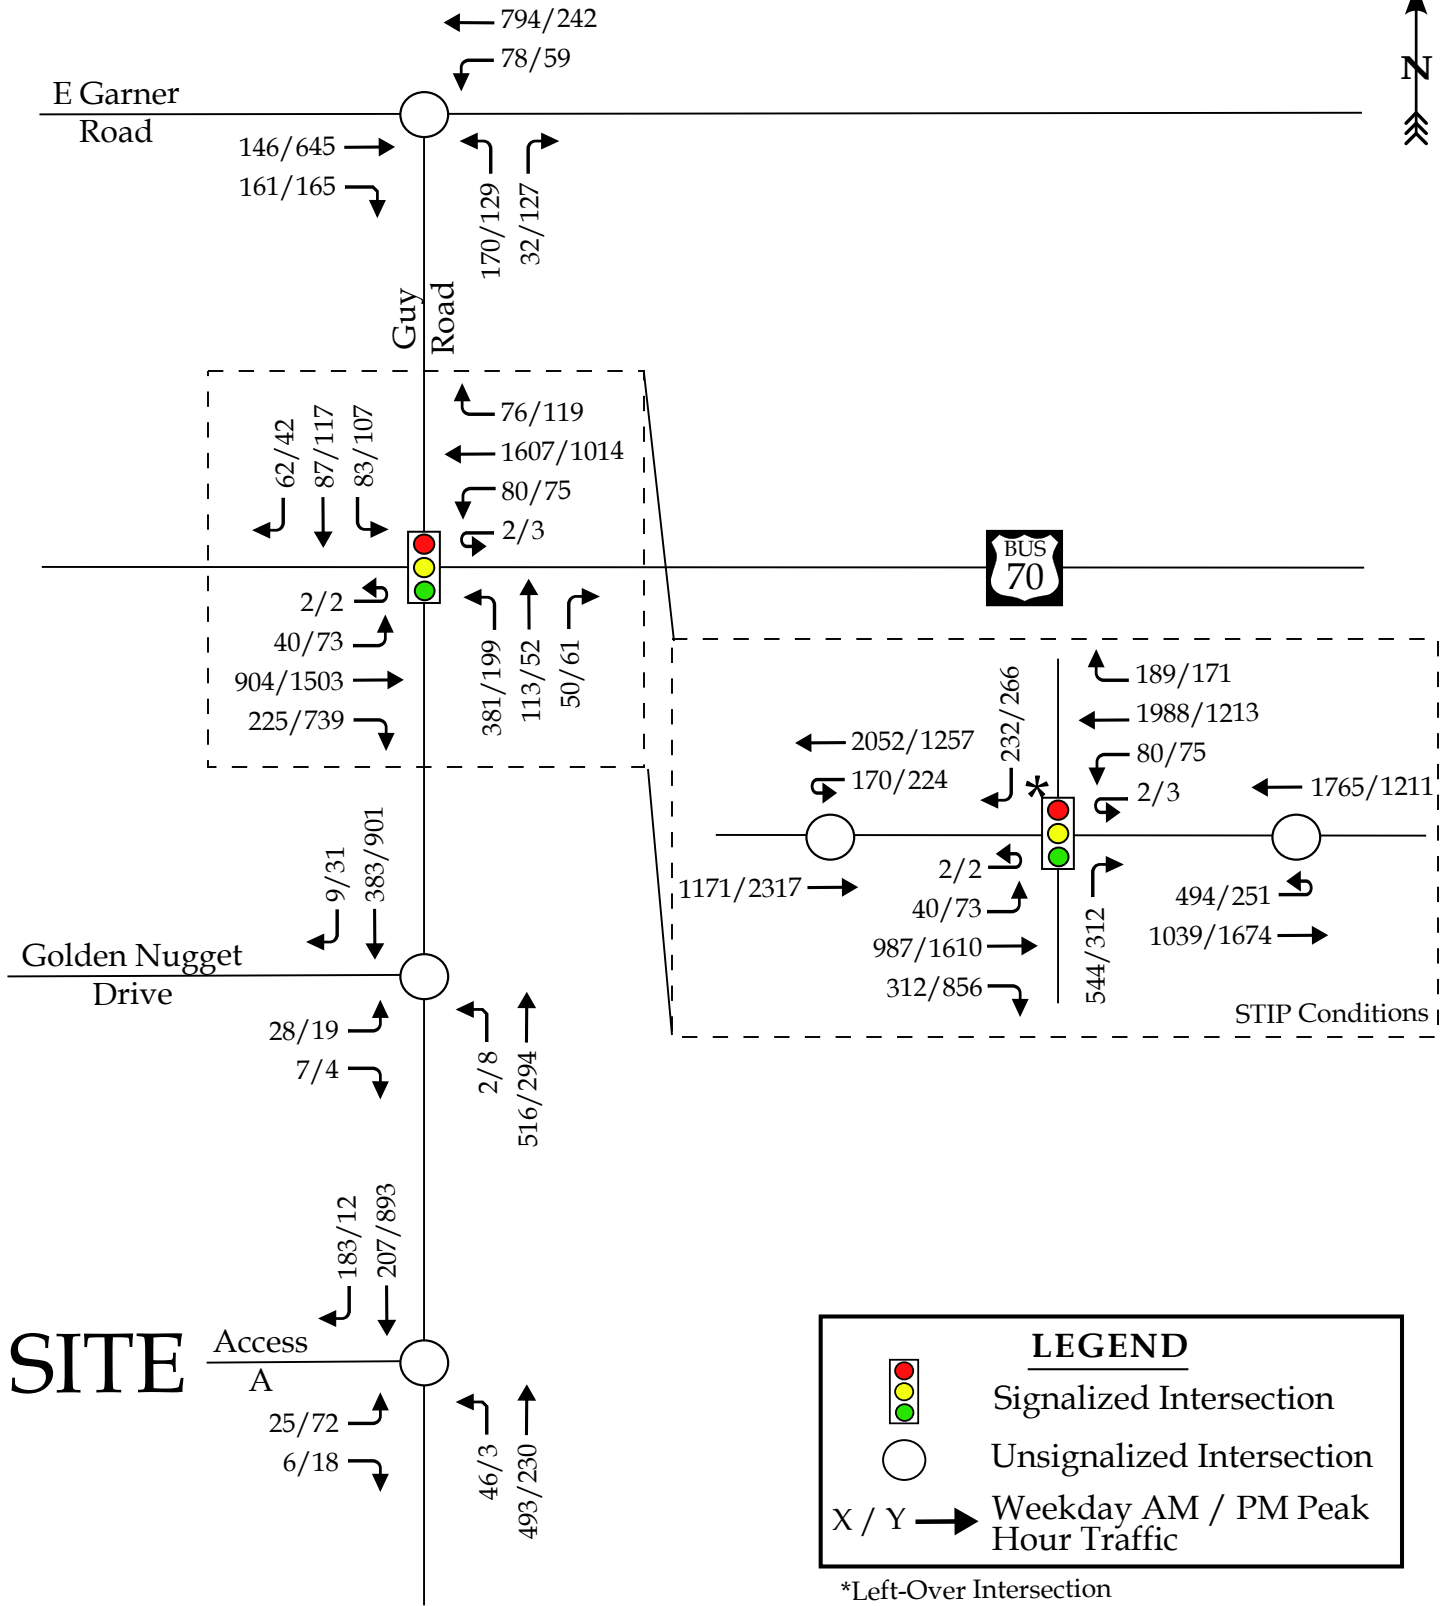 794/242
78/59
N
E Garner
Road
146/645
161/165
170/129
32/127
Guy
Road
62/42
87/117
83/107
76/119
1607/1014
80/75
2/3
BUS
70
2/2
40/73
904/1503
225/739
381/199
113/52
50/61
2052/1257
170/224
232/266
*
189/171
1988/1213
80/75
2/3
1765/1211
1171/2317
2/2
40/73
987/1610
312/856
544/312
494/251
1039/1674
STIP Conditions
9/31
383/901
Golden Nugget
Drive
28/19
7/4
2/8
516/294
183/12
207/893
SITE
Access
A
25/72
6/18
46/3
493/230
LEGEND
Signalized Intersection
Unsignalized Intersection
X / Y
Weekday AM / PM Peak
Hour Traffic
*Left-Over Intersection